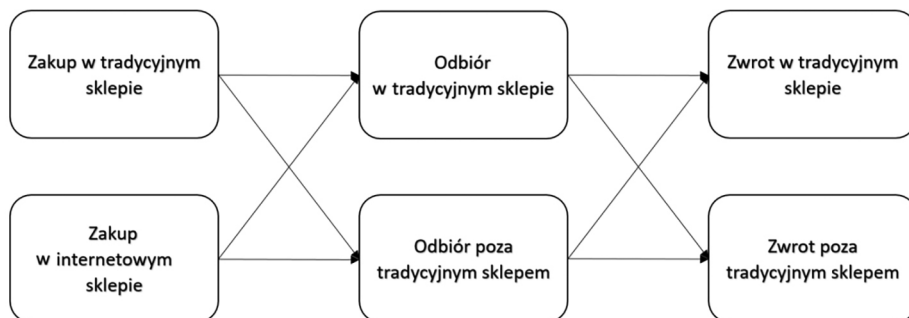 Zakup w tradycyjnym
sklepie
Odbiór
w tradycyjnym sklepie
Zwrot w tradycyjnym
sklepie
Zakup
w internetowym
sklepie
Odbiór poza
tradycyjnym sklepem
Zwrot poza
tradycyjnym sklepem